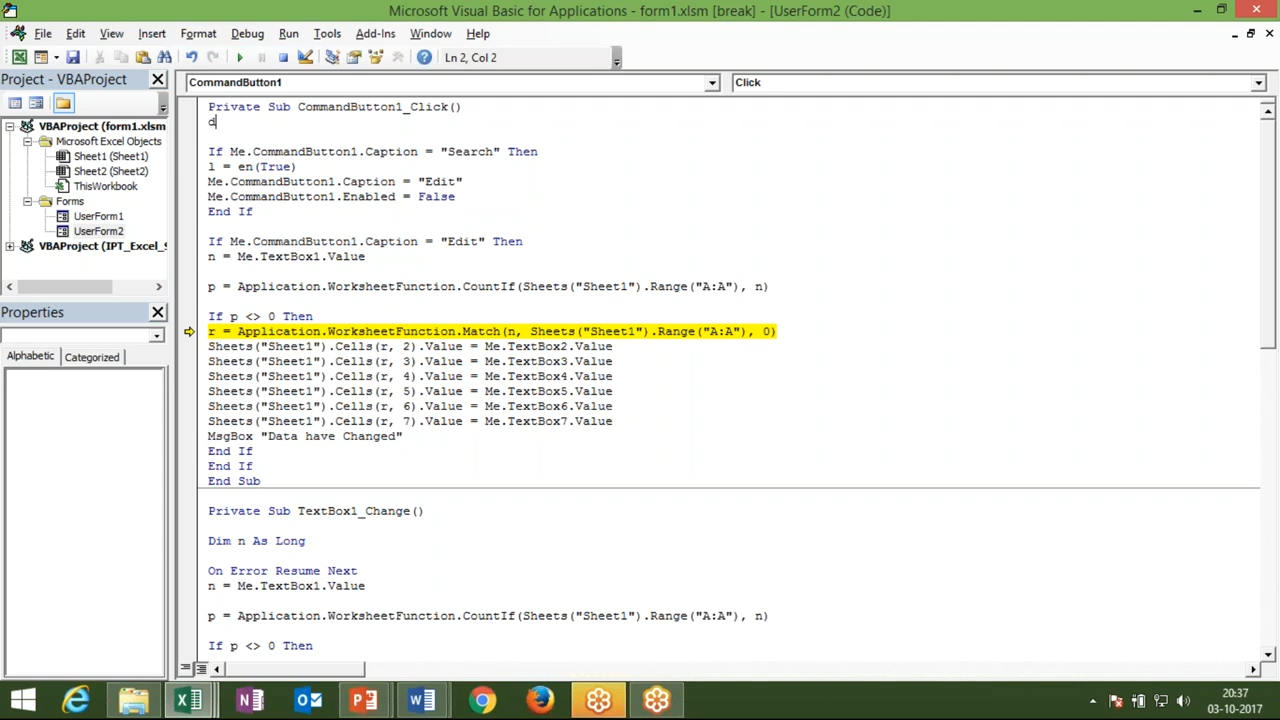 Microsoft Visual Basic for Applications - form1.xlsm [break] - [UserForm2 (Code)]
File Edit View Insert Format Debug Run Tools Add-Ins Window Help
Ln 2, Col 2
Project - VBAProject
CommandButton1
Click
VBAProject (form1.xlsm
Microsoft Excel Objects
Sheet1 (Sheet1)
Sheet2 (Sheet2)
ThisWorkbook
Forms
UserForm1
UserForm2
VBAProject (IPT_Excel_S
Properties
Alphabetic Categorized
Private Sub CommandButton1_Click()
d
If Me.CommandButton1.Caption = "Search" Then
l = en(True)
Me.CommandButton1.Caption = "Edit"
Me.CommandButton1.Enabled = False
End If
If Me.CommandButton1.Caption = "Edit" Then
n = Me.TextBox1.Value
p = Application.WorksheetFunction.CountIf(Sheets("Sheet1").Range("A:A"), n)
If p <> 0 Then
r = Application.WorksheetFunction.Match(n, Sheets("Sheet1").Range("A:A"), 0)
Sheets("Sheet1").Cells(r, 2).Value = Me.TextBox2.Value
Sheets("Sheet1").Cells(r, 3).Value = Me.TextBox3.Value
Sheets("Sheet1").Cells(r, 4).Value = Me.TextBox4.Value
Sheets("Sheet1").Cells(r, 5).Value = Me.TextBox5.Value
Sheets("Sheet1").Cells(r, 6).Value = Me.TextBox6.Value
Sheets("Sheet1").Cells(r, 7).Value = Me.TextBox7.Value
MsgBox "Data have Changed"
End If
End If
End Sub
Private Sub TextBox1_Change()
Dim n As Long
On Error Resume Next
n = Me.TextBox1.Value
p = Application.WorksheetFunction.CountIf(Sheets("Sheet1").Range("A:A"), n)
If p <> 0 Then
20:37
03-10-2017